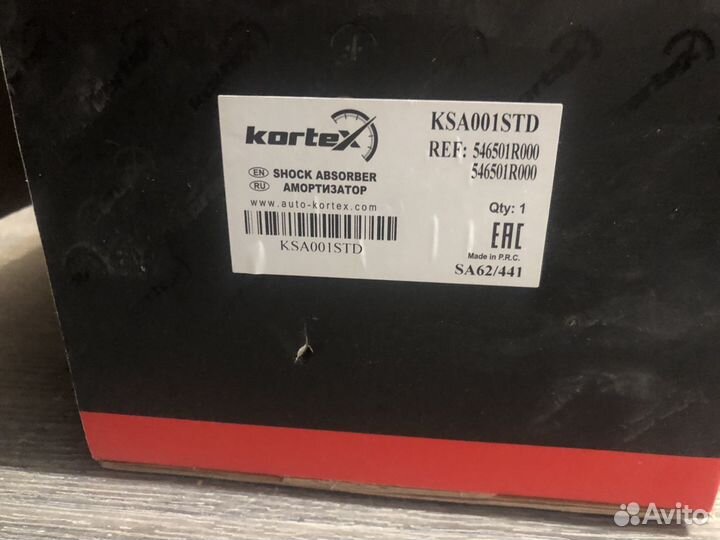 kortex
EN SHOCK ABSORBER
RU АМОРТИЗАТОР
www.auto-kortex.com
KSA001STD
KSA001STD
REF: 546501R000
546501R000
Qty: 1
EAC
Made in P.R.C.
SA62/441
Avito